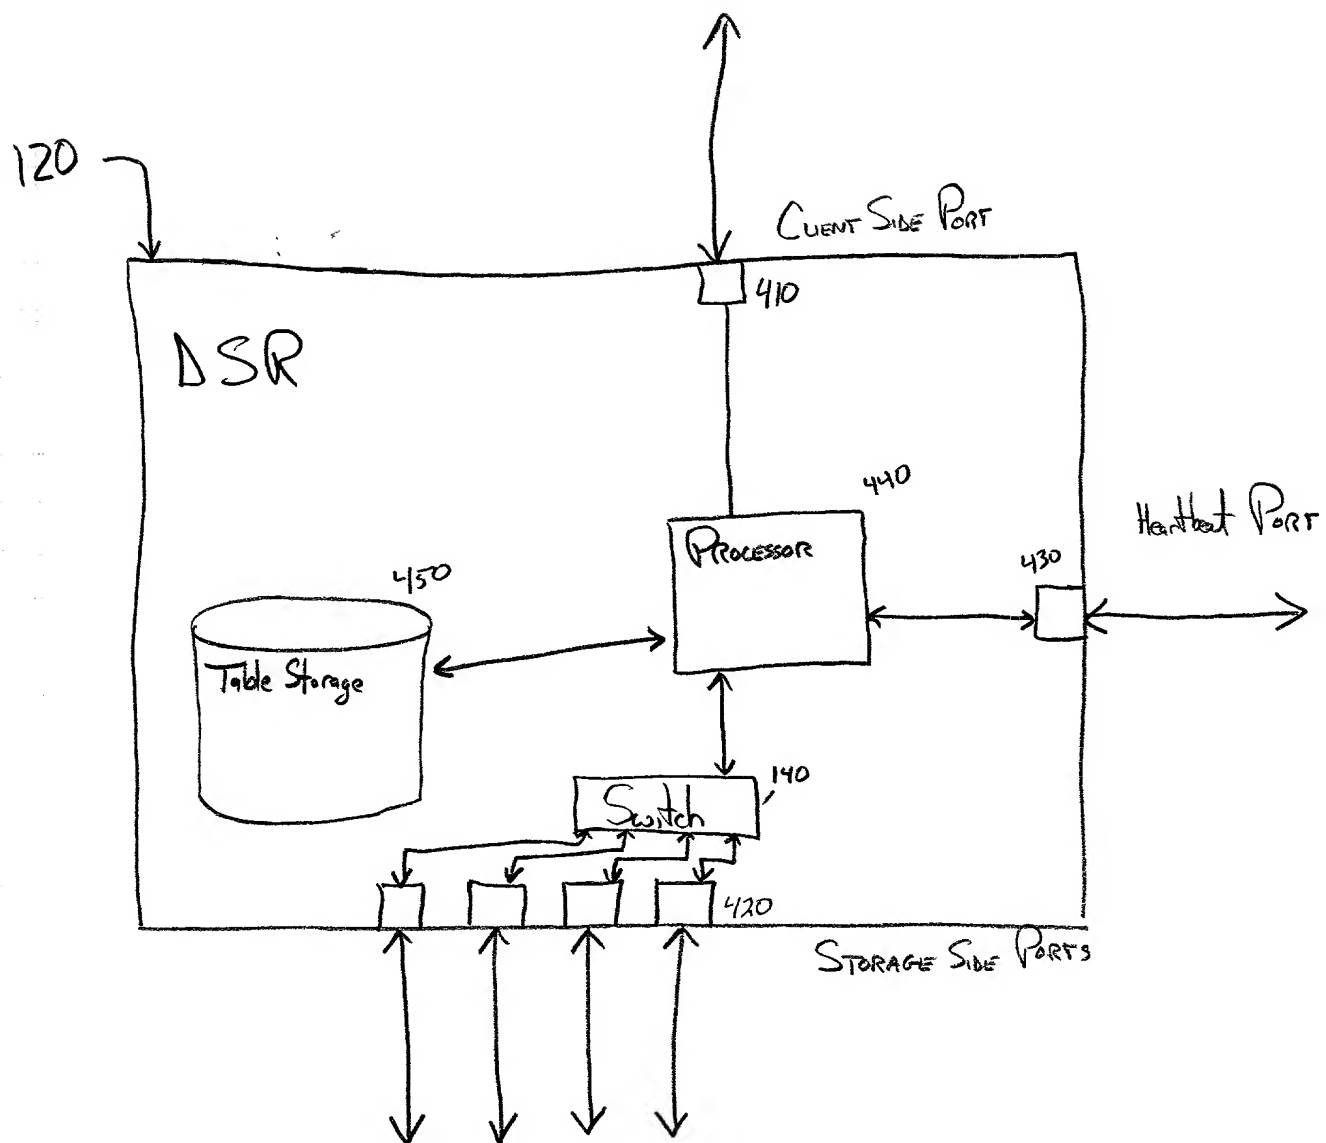 120
CLIENT SIDE PORT
410
DSR
440
PROCESSOR
Heartbeat PORT
430
450
Table Storage
140
Switch
420
STORAGE SIDE PORTS